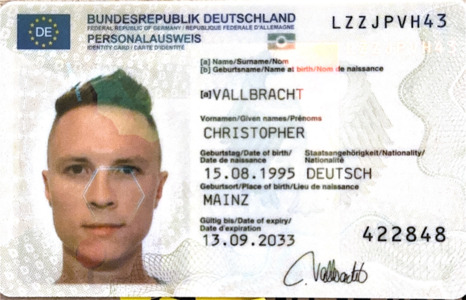 BUNDESREPUBLIK DEUTSCHLAND
LZZJPVH43
DE
FEDERAL REPUBLIC OF GERMANY / RÉPUBLIQUE FÉDÉRALE D'ALLEMAGNE
PERSONALAUSWEIS
IDENTITY CARD / CARTE D'IDENTITÉ
[a] Name/Surname/Nom
[b] Geburtsname/Name at birth/Nom de naissance
[a]VALLBRACHT
Vornamen/Given names/Prénoms
CHRISTOPHER
Geburtstag/Date of birth/ Staatsangehörigkeit/Nationality/
Date de naissance Nationalité
15.08.1995 DEUTSCH
Geburtsort/Place of birth/Lieu de naissance
MAINZ
Gültig bis/Date of expiry/
Date d'expiration
13.09.2033
422848
C. Vallbracht